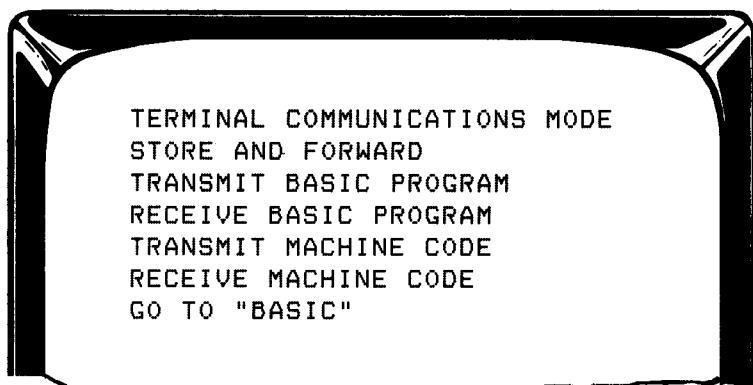 TERMINAL COMMUNICATIONS MODE
STORE AND FORWARD
TRANSMIT BASIC PROGRAM
RECEIVE BASIC PROGRAM
TRANSMIT MACHINE CODE
RECEIVE MACHINE CODE
GO TO "BASIC"